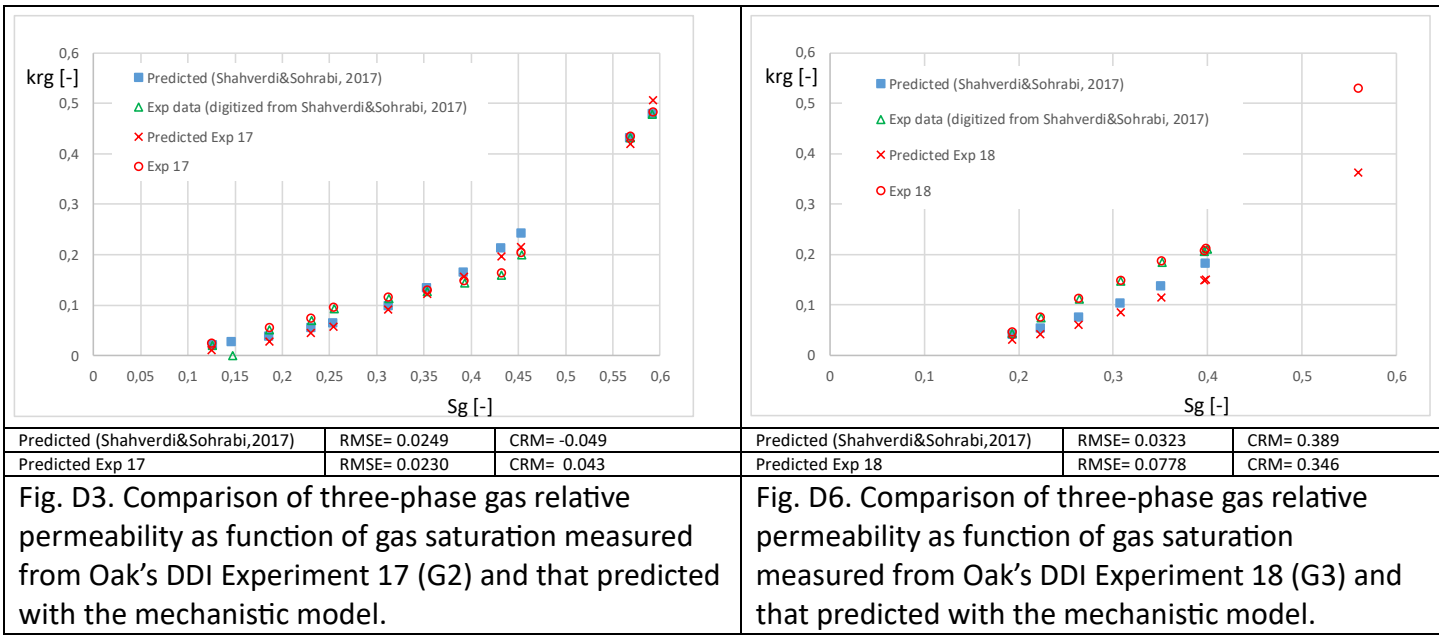 0,6
krg [-]
0,5
0,4
0,3
0,2
0,1
0
Predicted (Shahverdi&Sohrabi, 2017)
Exp data (digitized from Shahverdi&Sohrabi, 2017)
Predicted Exp 17
Exp 17
0 0,05 0,1 0,15 0,2 0,25 0,3 0,35 0,4 0,45 0,5 0,55 0,6
Sg [-]
Predicted (Shahverdi&Sohrabi,2017) RMSE= 0.0249 CRM= -0.049
Predicted Exp 17 RMSE= 0.0230 CRM= 0.043
Fig. D3. Comparison of three-phase gas relative
permeability as function of gas saturation measured
from Oak's DDI Experiment 17 (G2) and that predicted
with the mechanistic model.
0,6
krg [-]
0,5
0,4
0,3
0,2
0,1
0
Predicted (Shahverdi&Sohrabi, 2017)
Exp data (digitized from Shahverdi&Sohrabi, 2017)
Predicted Exp 18
Exp 18
0 0,1 0,2 0,3 0,4 0,5 0,6
Sg [-]
Predicted (Shahverdi&Sohrabi,2017) RMSE= 0.0323 CRM= 0.389
Predicted Exp 18 RMSE= 0.0778 CRM= 0.346
Fig. D6. Comparison of three-phase gas relative
permeability as function of gas saturation
measured from Oak's DDI Experiment 18 (G3) and
that predicted with the mechanistic model.